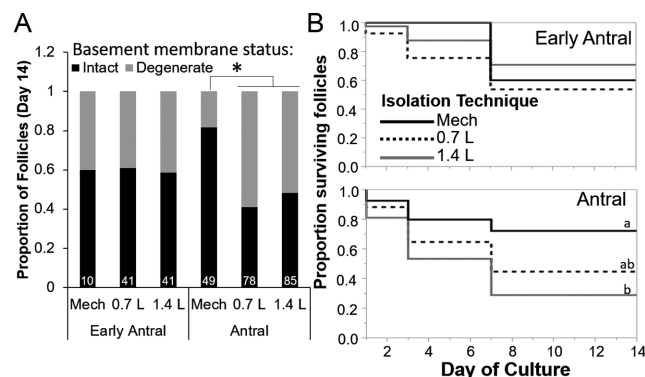 A
Basement membrane status:
Intact Degenerate
*
Proportion of Follicles (Day 14)
1.2
1
0.8
0.6
0.4
0.2
0
10 41 41 49 78 85
Mech 0.7 L 1.4 L Mech 0.7 L 1.4 L
Early Antral Antral
B
Proportion surviving follicles
1.0
0.8
0.6
0.4
0.2
0.0
Early Antral
Isolation Technique
Mech
0.7 L
1.4 L
1.0
0.8
0.6
0.4
0.2
0.0
Antral
a
ab
b
2 4 6 8 10 12 14
Day of Culture